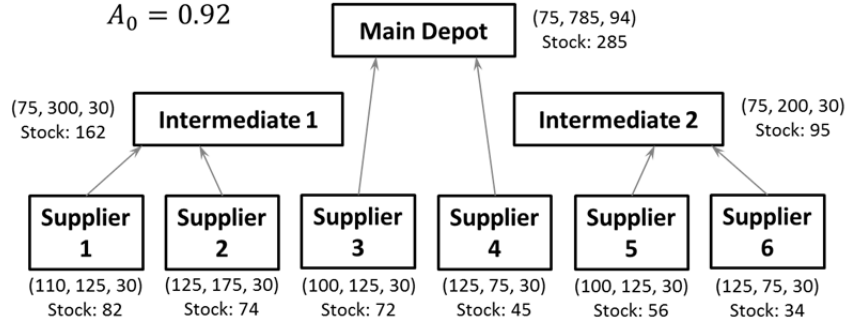 A₀ = 0.92
Main Depot
(75, 785, 94)
Stock: 285
(75, 300, 30)
Stock: 162
Intermediate 1
Intermediate 2
(75, 200, 30)
Stock: 95
Supplier
1
Supplier
2
Supplier
3
Supplier
4
Supplier
5
Supplier
6
(110, 125, 30)
Stock: 82
(125, 175, 30)
Stock: 74
(100, 125, 30)
Stock: 72
(125, 75, 30)
Stock: 45
(100, 125, 30)
Stock: 56
(125, 75, 30)
Stock: 34